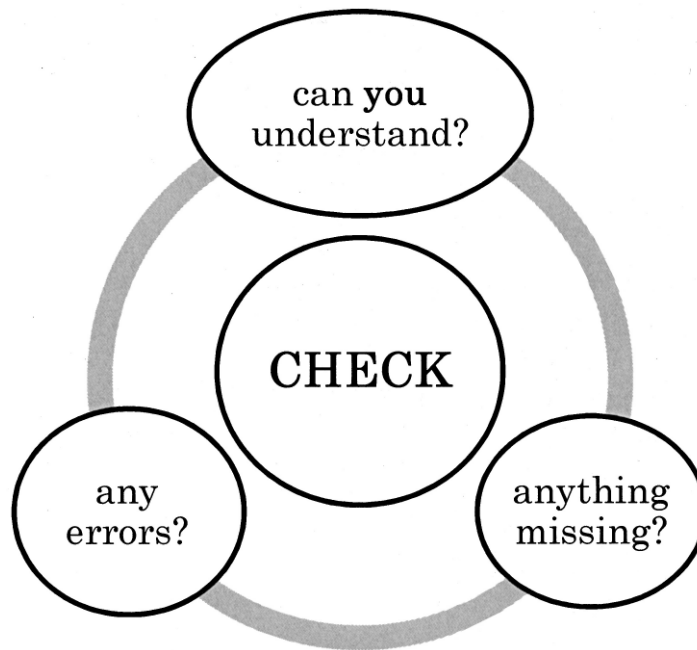 can you
understand?
CHECK
any
errors?
anything
missing?